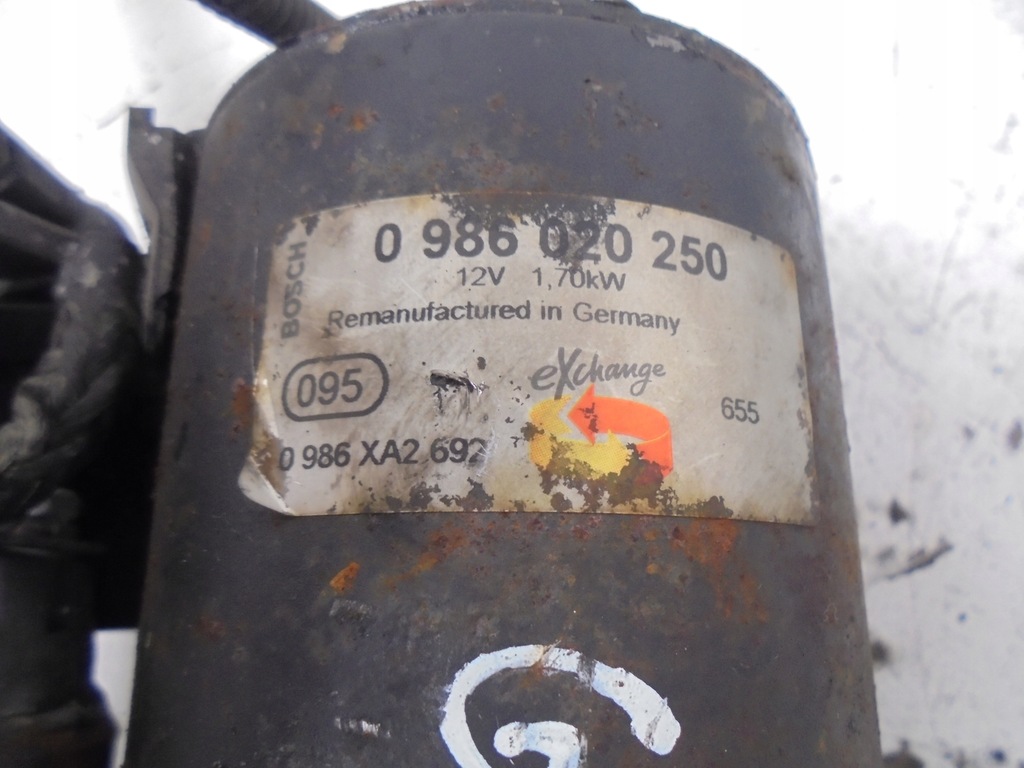 BOSCH
0 986 020 250
12V 1,70kW
Remanufactured in Germany
eXchange
095
655
0 986 XA2 692
G